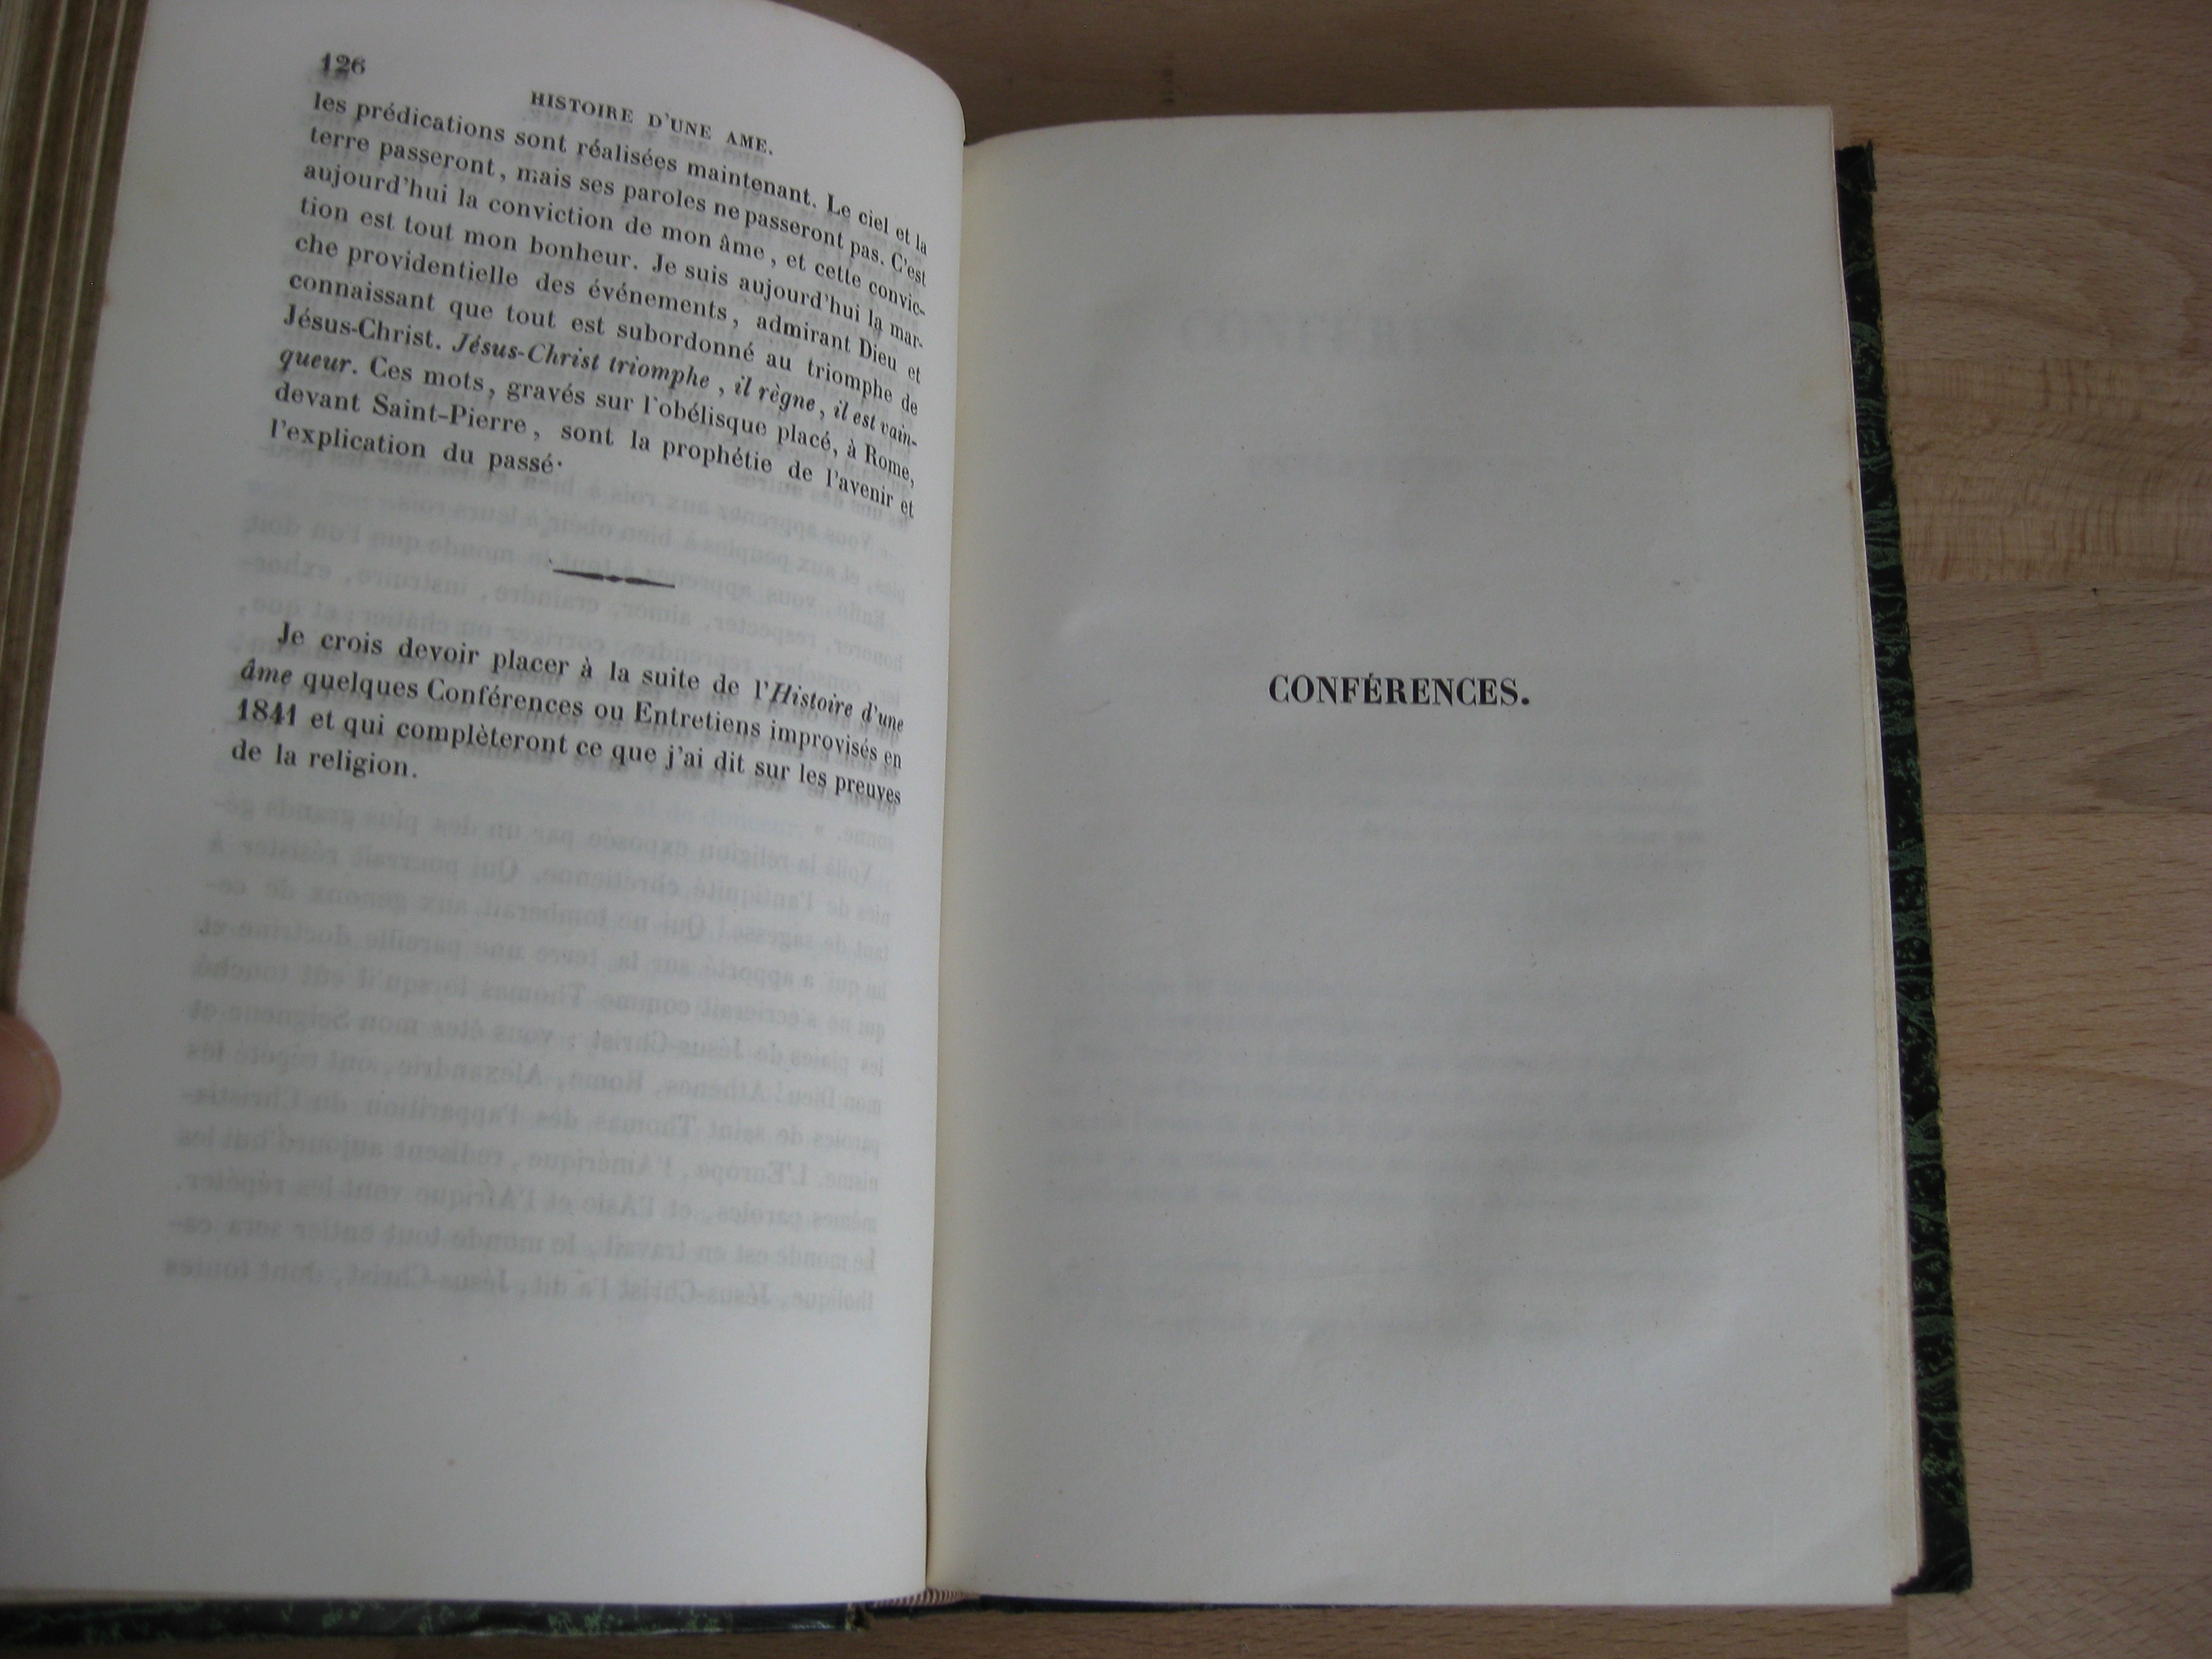 126
HISTOIRE D'UNE AME.
les prédications sont réalisées maintenant. Le ciel et la
terre passeront, mais ses paroles ne passeront pas. C'est
aujourd'hui la conviction de mon âme, et cette convic-
tion est tout mon bonheur. Je suis aujourd'hui la mar-
che providentielle des événements, admirant Dieu et
connaissant que tout est subordonné au triomphe de
Jésus-Christ. Jésus-Christ triomphe, il règne, il est vain-
queur. Ces mots, gravés sur l'obélisque placé, à Rome,
devant Saint-Pierre, sont la prophétie de l'avenir et
l'explication du passé.
Je crois devoir placer à la suite de l'Histoire d'une
âme quelques Conférences ou Entretiens improvisés en
1841 et qui complèteront ce que j'ai dit sur les preuves
de la religion.
CONFÉRENCES.